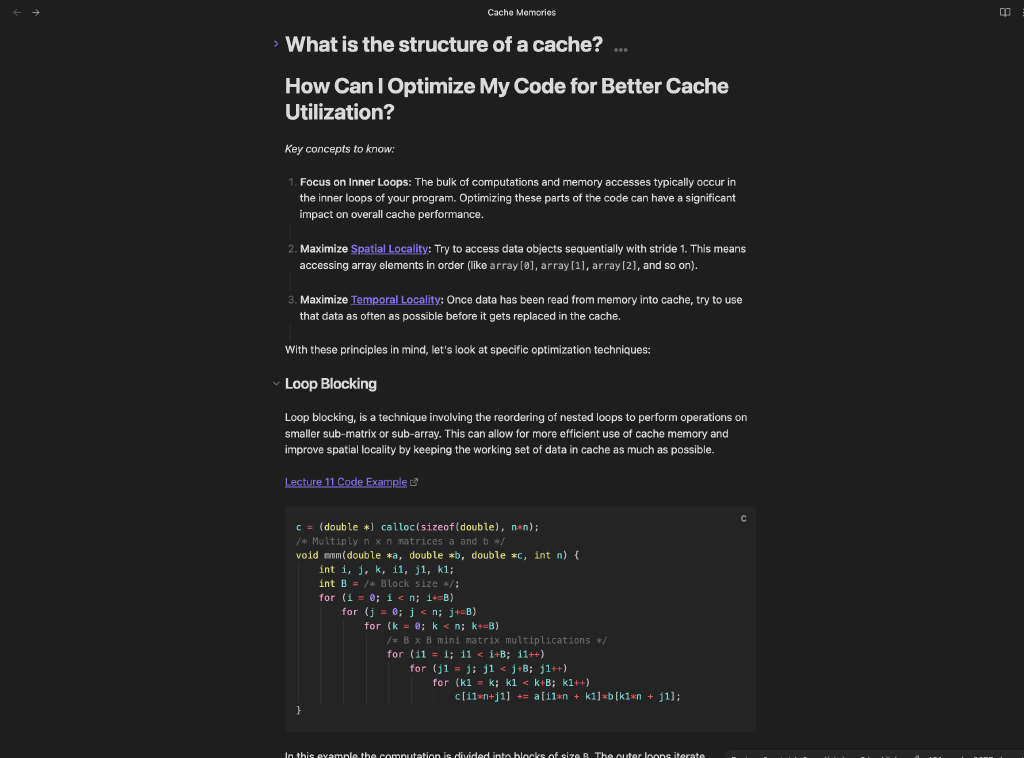 Cache Memories
What is the structure of a cache? ...
How Can I Optimize My Code for Better Cache
Utilization?
Key concepts to know:
1. Focus on Inner Loops: The bulk of computations and memory accesses typically occur in
the inner loops of your program. Optimizing these parts of the code can have a significant
impact on overall cache performance.
2. Maximize Spatial Locality: Try to access data objects sequentially with stride 1. This means
accessing array elements in order (like array[0], array[1], array[2], and so on).
3. Maximize Temporal Locality: Once data has been read from memory into cache, try to use
that data as often as possible before it gets replaced in the cache.
With these principles in mind, let's look at specific optimization techniques:
Loop Blocking
Loop blocking, is a technique involving the reordering of nested loops to perform operations on
smaller sub-matrix or sub-array. This can allow for more efficient use of cache memory and
improve spatial locality by keeping the working set of data in cache as much as possible.
Lecture 11 Code Example
C
c = (double *) calloc(sizeof(double), n*n);
/* Multiply n x n matrices a and b */
void mmm(double *a, double *b, double *c, int n) {
int i, j, k, i1, j1, k1;
int B = /* Block size */;
for (i = 0; i < n; i+=B)
for (j = 0; j < n; j+=B)
for (k = 0; k < n; k+=B)
/* B x B mini matrix multiplications */
for (i1 = i; i1 < i+B; i1++)
for (j1 = j; j1 < j+B; j1++)
for (k1 = k; k1 < k+B; k1++)
c[i1*n+j1] += a[i1*n + k1]*b[k1*n + j1];
}
In this example the computation is divided into blocks of size B. The outer loops iterate